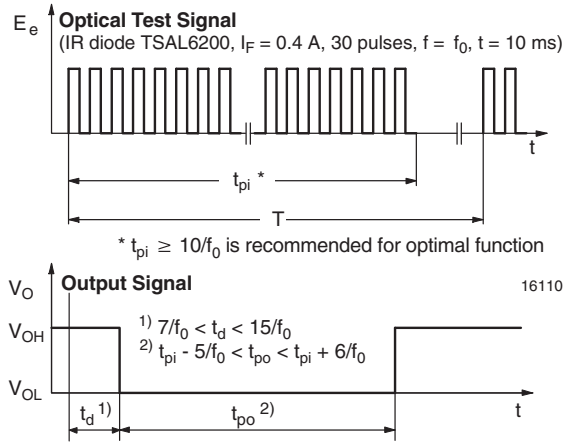 E_e
Optical Test Signal
(IR diode TSAL6200, I_F = 0.4 A, 30 pulses, f = f_0, t = 10 ms)
t
t_pi *
T
* t_pi ≥ 10/f_0 is recommended for optimal function
V_O
Output Signal
16110
V_OH
1) 7/f_0 < t_d < 15/f_0
2) t_pi - 5/f_0 < t_po < t_pi + 6/f_0
V_OL
t_d 1)
t_po 2)
t